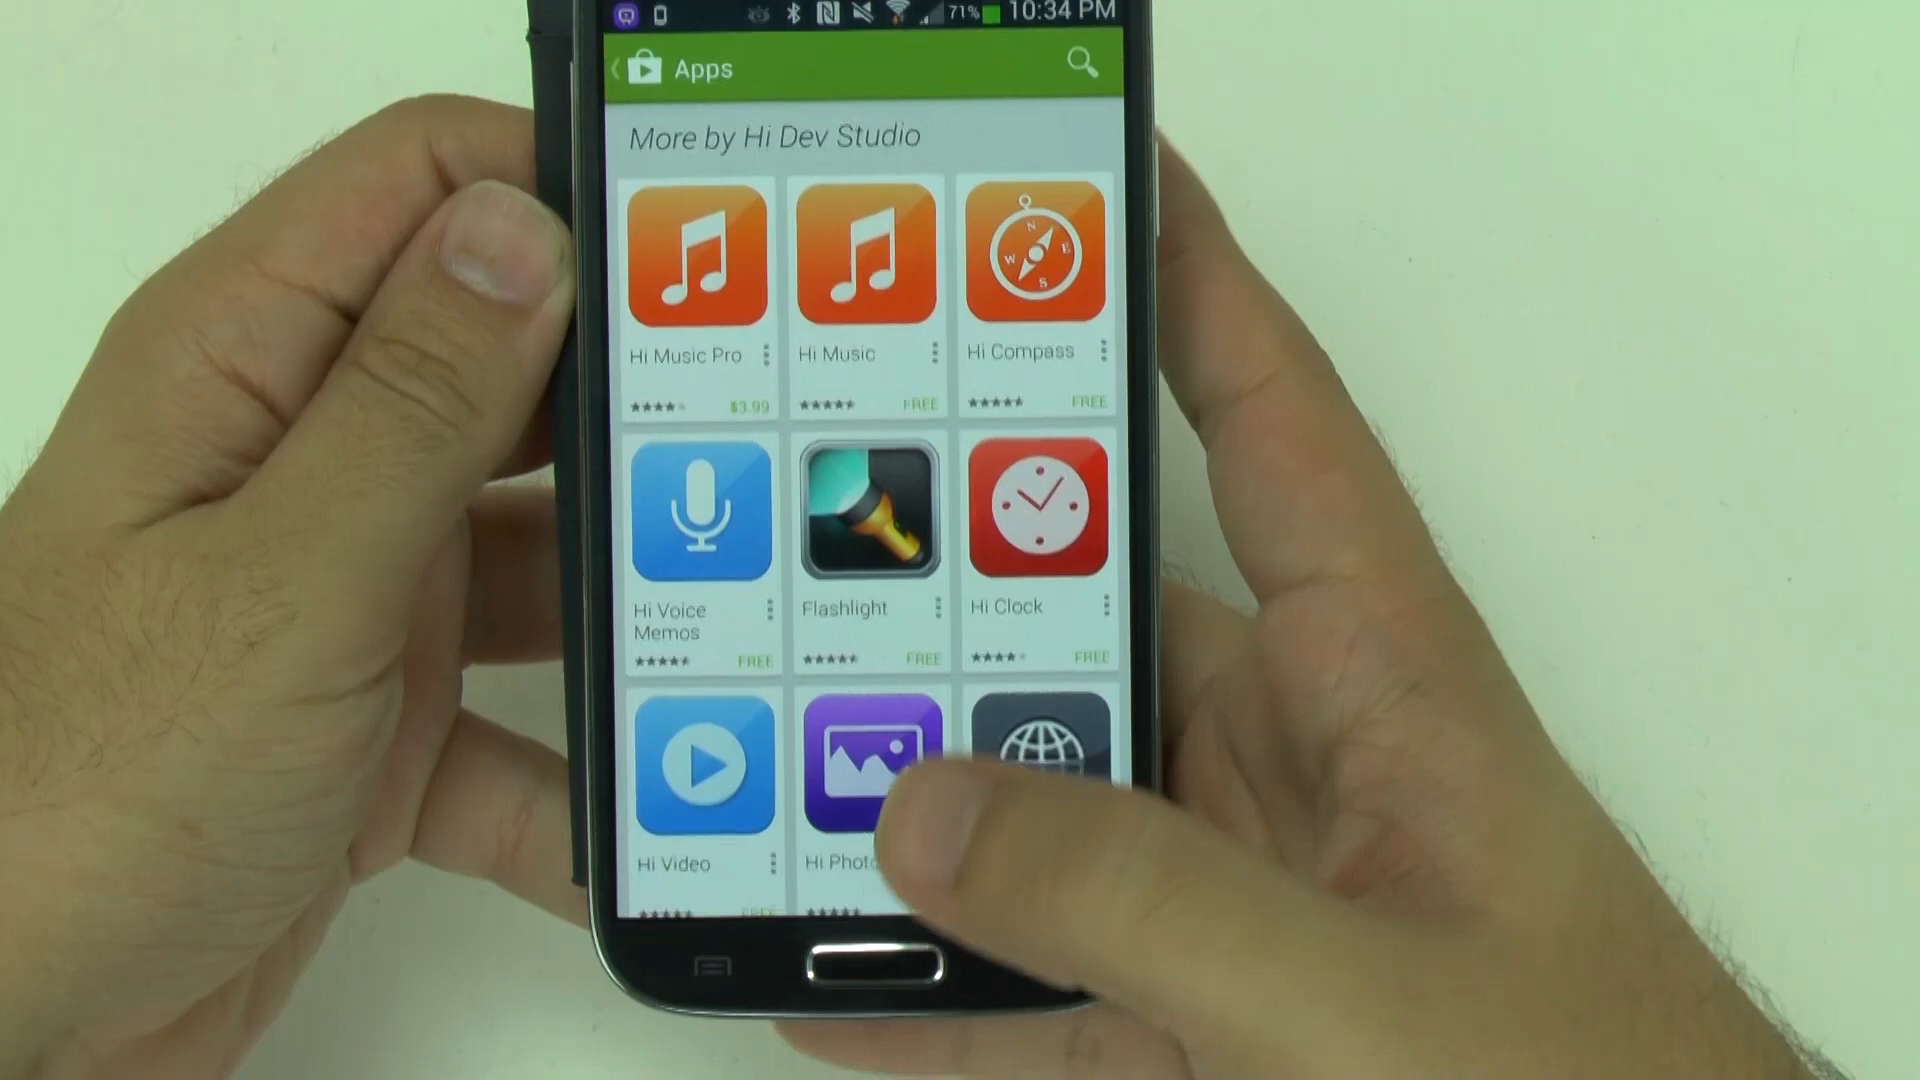 71% 10:34 PM
Apps
More by Hi Dev Studio
N
W E
S
Hi Music Pro
Hi Music
Hi Compass
$3.99
FREE
FREE
Hi Voice
Memos
Flashlight
Hi Clock
FREE
FREE
FREE
Hi Video
Hi Photo
FREE